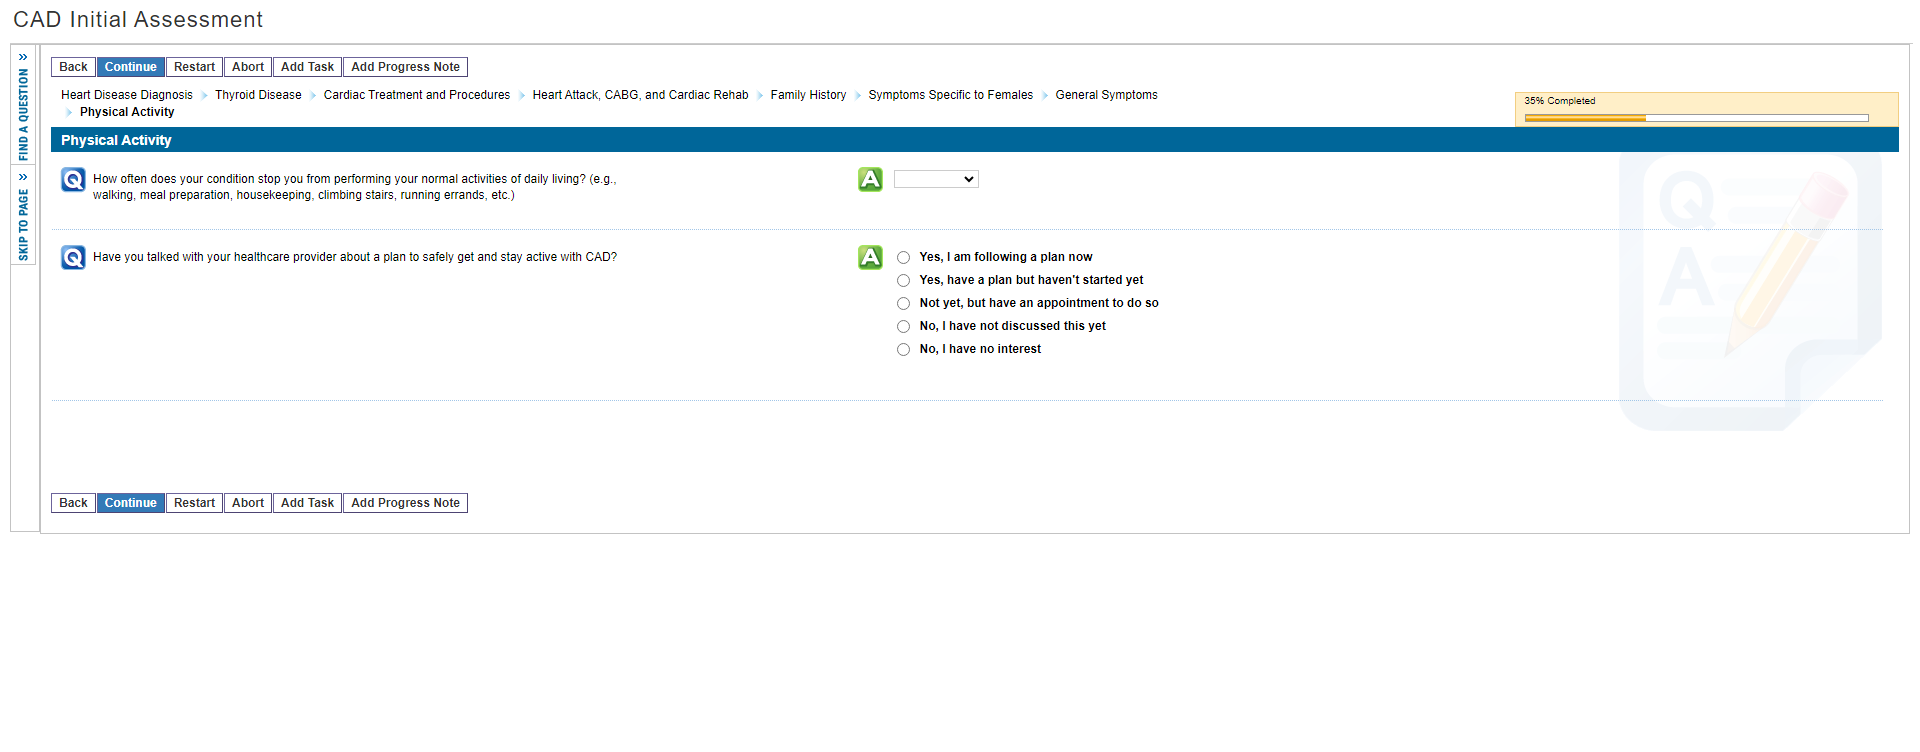 CAD Initial Assessment
FIND A QUESTION
SKIP TO PAGE
Back Continue Restart Abort Add Task Add Progress Note
Heart Disease Diagnosis Thyroid Disease Cardiac Treatment and Procedures Heart Attack, CABG, and Cardiac Rehab Family History Symptoms Specific to Females General Symptoms
Physical Activity
35% Completed
Physical Activity
Q How often does your condition stop you from performing your normal activities of daily living? (e.g.,
walking, meal preparation, housekeeping, climbing stairs, running errands, etc.)
A
Q Have you talked with your healthcare provider about a plan to safely get and stay active with CAD?
A Yes, I am following a plan now
Yes, have a plan but haven't started yet
Not yet, but have an appointment to do so
No, I have not discussed this yet
No, I have no interest
Q
A
Back Continue Restart Abort Add Task Add Progress Note